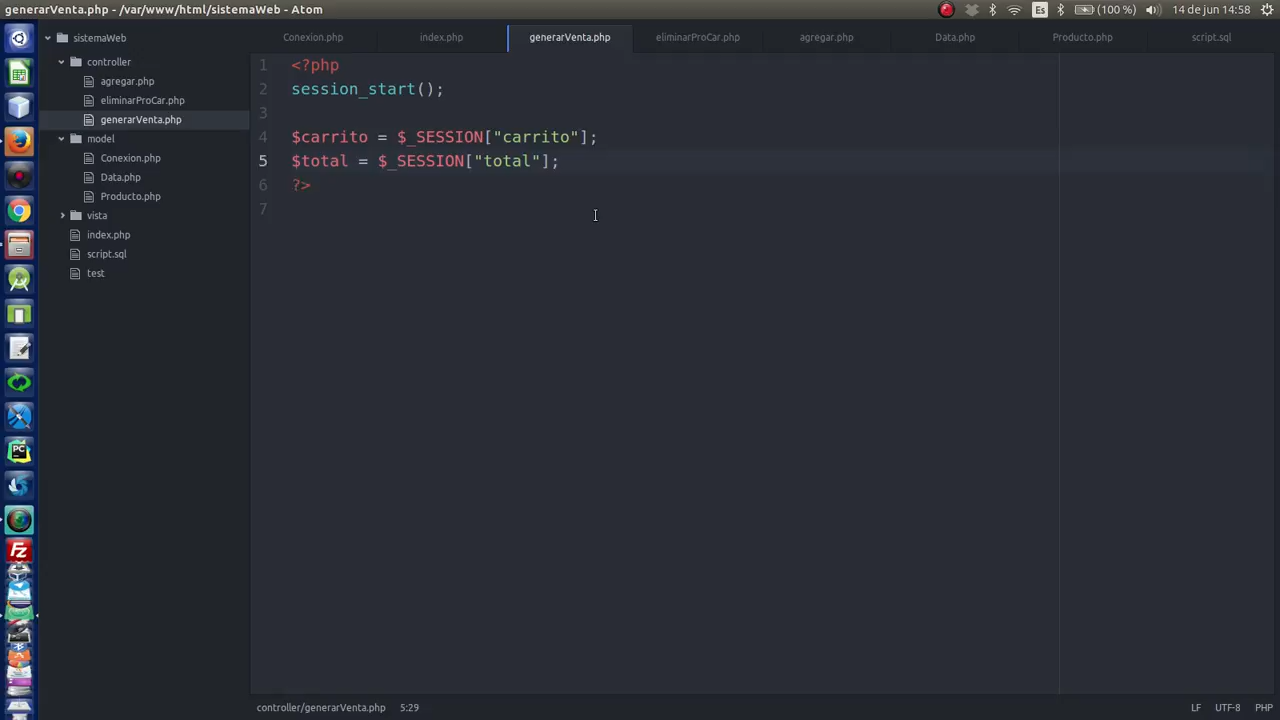 generarVenta.php - /var/www/html/sistemaWeb - Atom
Es
(100 %)
14 de jun 14:58
sistemaWeb
controller
agregar.php
eliminarProCar.php
generarVenta.php
model
Conexion.php
Data.php
Producto.php
vista
index.php
script.sql
test
Conexion.php index.php generarVenta.php eliminarProCar.php agregar.php Data.php Producto.php script.sql
1 <?php
2 session_start();
3
4 $carrito = $_SESSION["carrito"];
5 $total = $_SESSION["total"];
6 ?>
7
PC
FZ
controller/generarVenta.php 5:29
LF UTF-8 PHP